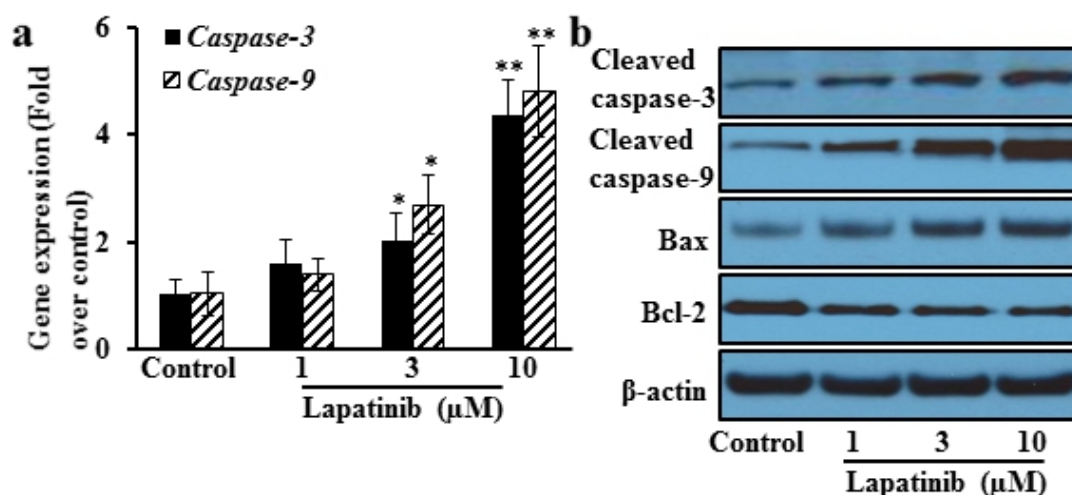 a
6
4
2
0
Gene expression (Fold
over control)
Caspase-3
Caspase-9
*
*
**
**
Control
1
3
10
Lapatinib (µM)
b
Cleaved
caspase-3
Cleaved
caspase-9
Bax
Bcl-2
β-actin
Control
1
3
10
Lapatinib (µM)